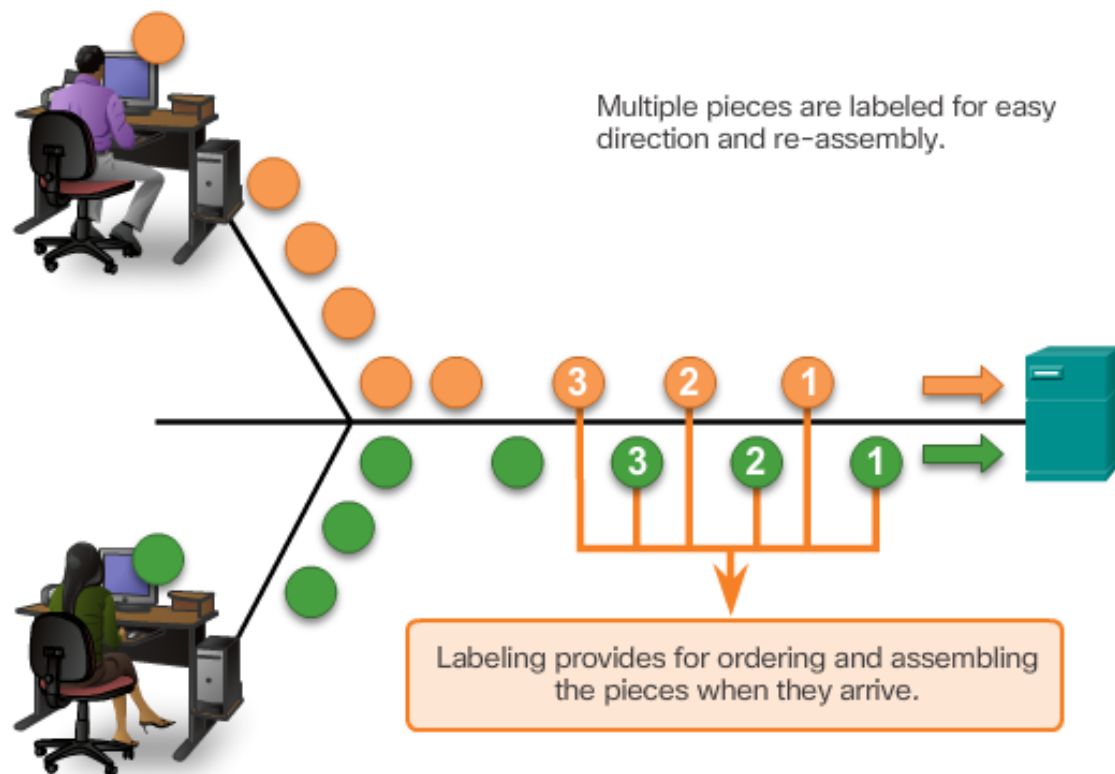 Multiple pieces are labeled for easy
direction and re-assembly.
3 2 1
3 2 1
Labeling provides for ordering and assembling
the pieces when they arrive.